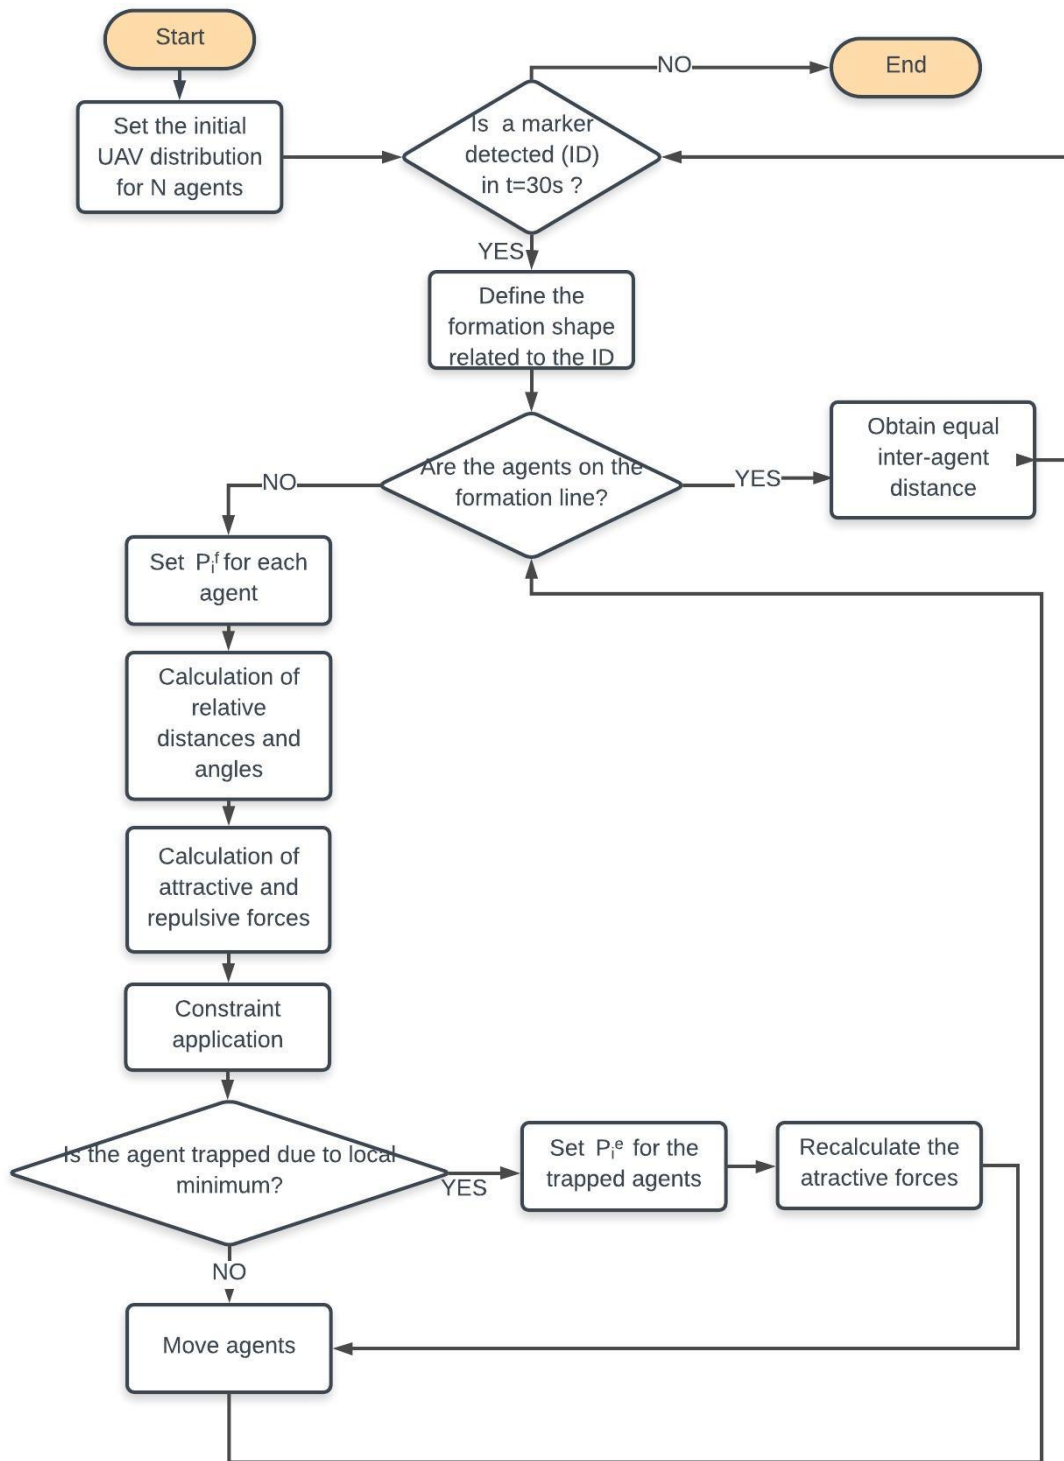 Start
Set the initial
UAV distribution
for N agents
Is a marker
detected (ID)
in t=30s ?
NO
End
YES
Define the
formation shape
related to the ID
Are the agents on the
formation line?
YES
Obtain equal
inter-agent
distance
NO
Set Pᵢᶠ for each
agent
Calculation of
relative
distances and
angles
Calculation of
attractive and
repulsive forces
Constraint
application
Is the agent trapped due to local
minimum?
YES
Set Pᵢᵉ for the
trapped agents
Recalculate the
atractive forces
NO
Move agents